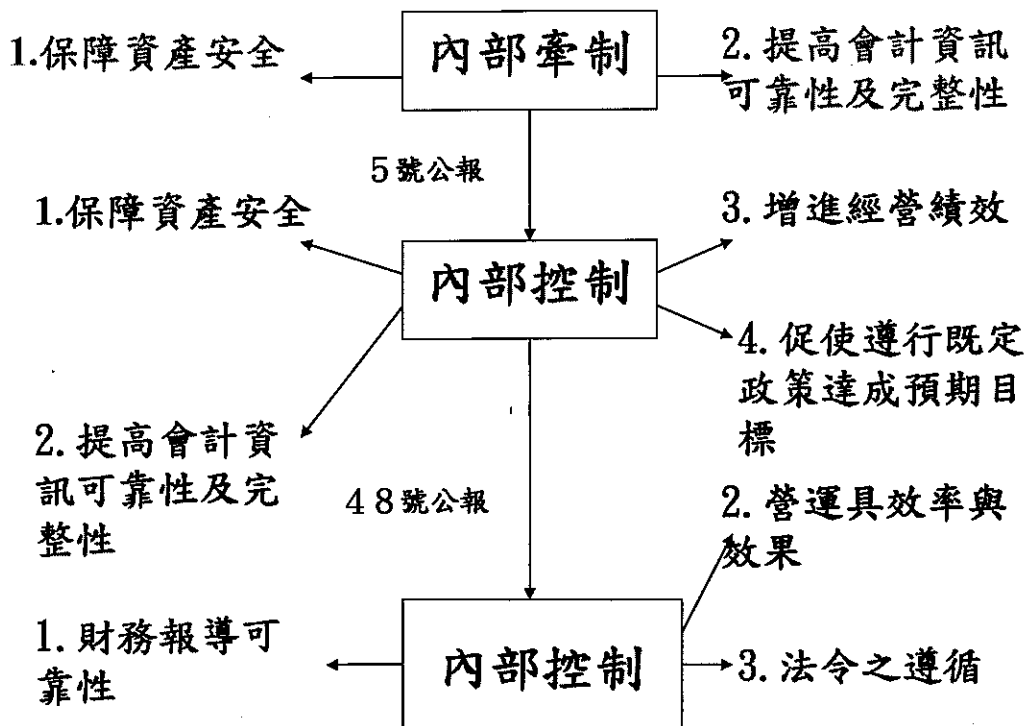 1.保障資產安全
內部牽制
2.提高會計資訊
可靠性及完整性
5號公報
1.保障資產安全
內部控制
3.增進經營績效
4.促使遵行既定
政策達成預期目
標
2.提高會計資
訊可靠性及完
整性
48號公報
2.營運具效率與
效果
1.財務報導可
靠性
內部控制
3.法令之遵循